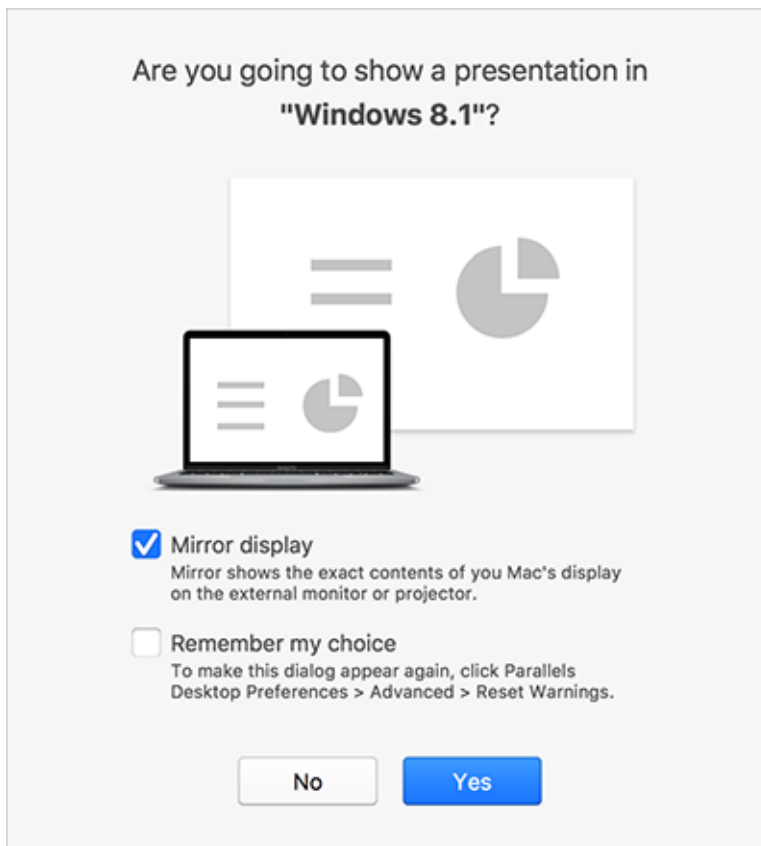 Are you going to show a presentation in
"Windows 8.1"?
Mirror display
Mirror shows the exact contents of you Mac's display
on the external monitor or projector.
Remember my choice
To make this dialog appear again, click Parallels
Desktop Preferences > Advanced > Reset Warnings.
No
Yes